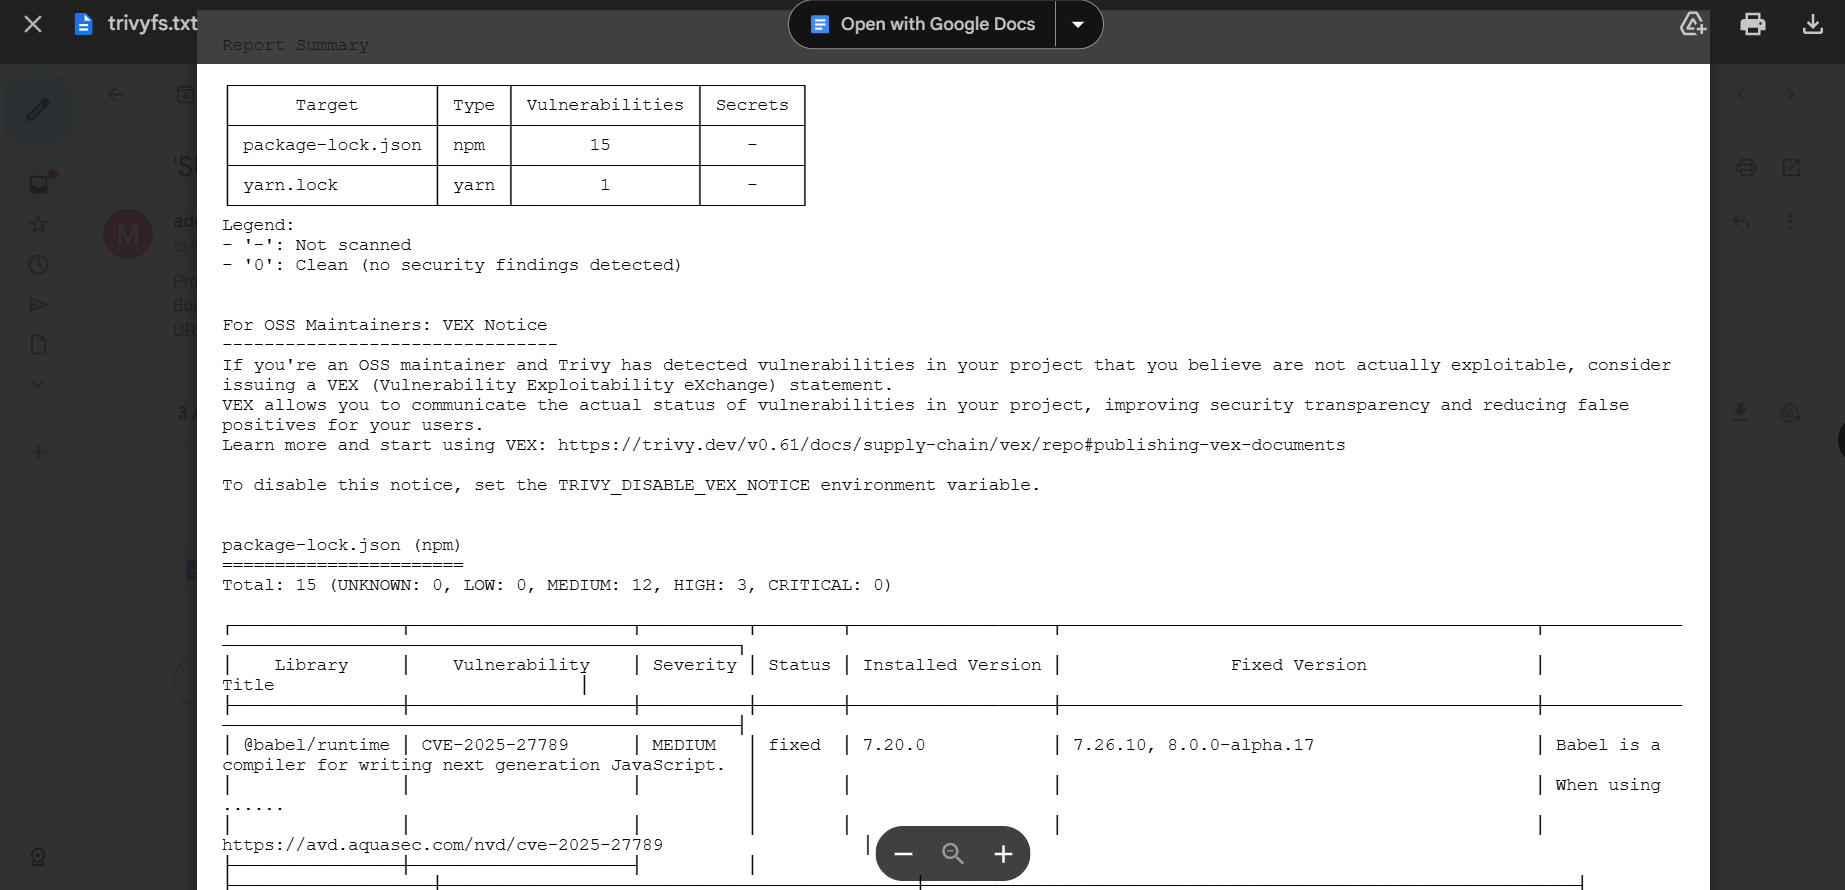 trivyfs.txt
Open with Google Docs
Report Summary
Target Type Vulnerabilities Secrets
package-lock.json npm 15 -
yarn.lock yarn 1 -
Legend:
- '-': Not scanned
- '0': Clean (no security findings detected)
For OSS Maintainers: VEX Notice
--------------------------------
If you're an OSS maintainer and Trivy has detected vulnerabilities in your project that you believe are not actually exploitable, consider
issuing a VEX (Vulnerability Exploitability eXchange) statement.
VEX allows you to communicate the actual status of vulnerabilities in your project, improving security transparency and reducing false
positives for your users.
Learn more and start using VEX: https://trivy.dev/v0.61/docs/supply-chain/vex/repo#publishing-vex-documents
To disable this notice, set the TRIVY_DISABLE_VEX_NOTICE environment variable.
package-lock.json (npm)
=======================
Total: 15 (UNKNOWN: 0, LOW: 0, MEDIUM: 12, HIGH: 3, CRITICAL: 0)
Library Vulnerability Severity Status Installed Version Fixed Version
Title
@babel/runtime CVE-2025-27789 MEDIUM fixed 7.20.0 7.26.10, 8.0.0-alpha.17 Babel is a
compiler for writing next generation JavaScript.
When using
......
https://avd.aquasec.com/nvd/cve-2025-27789
M